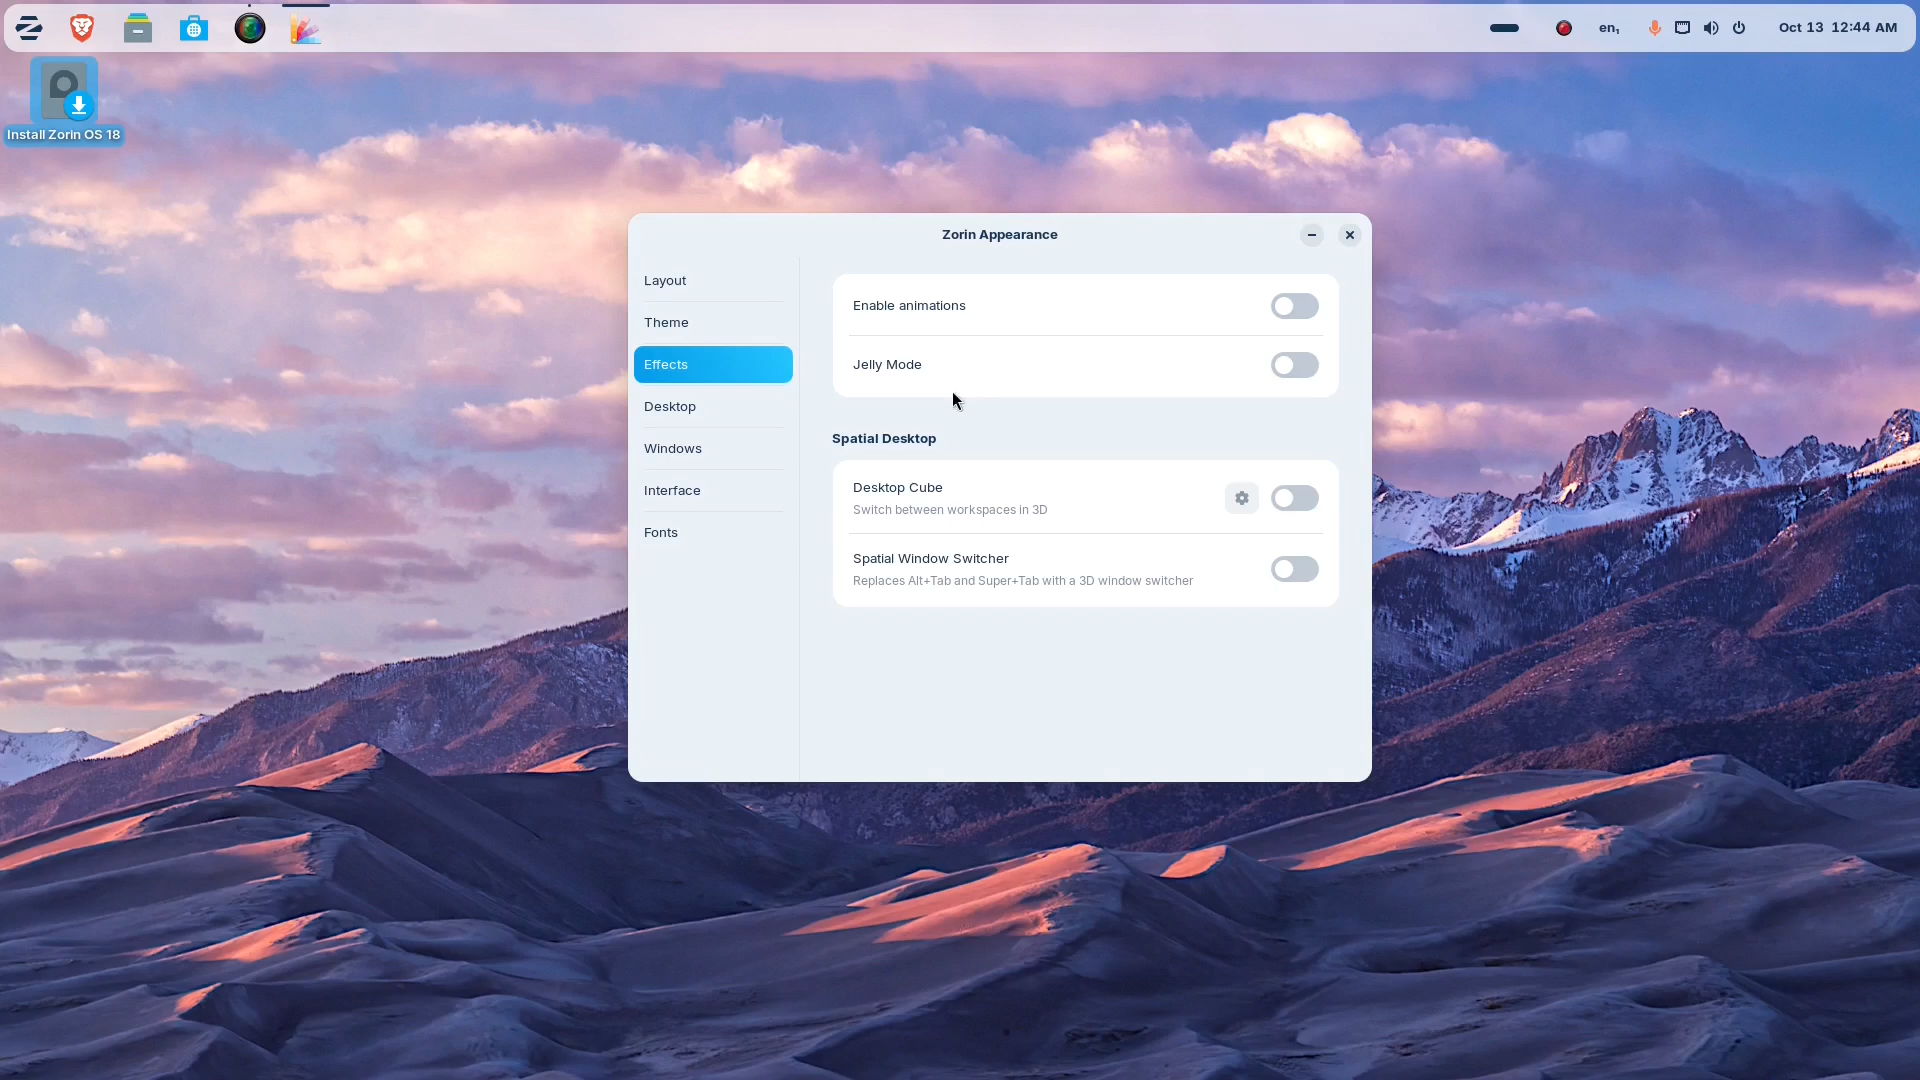 en₁
Oct 13 12:44 AM
Install Zorin OS 18
Zorin Appearance
Layout
Theme
Effects
Desktop
Windows
Interface
Fonts
Enable animations
Jelly Mode
Spatial Desktop
Desktop Cube
Switch between workspaces in 3D
Spatial Window Switcher
Replaces Alt+Tab and Super+Tab with a 3D window switcher